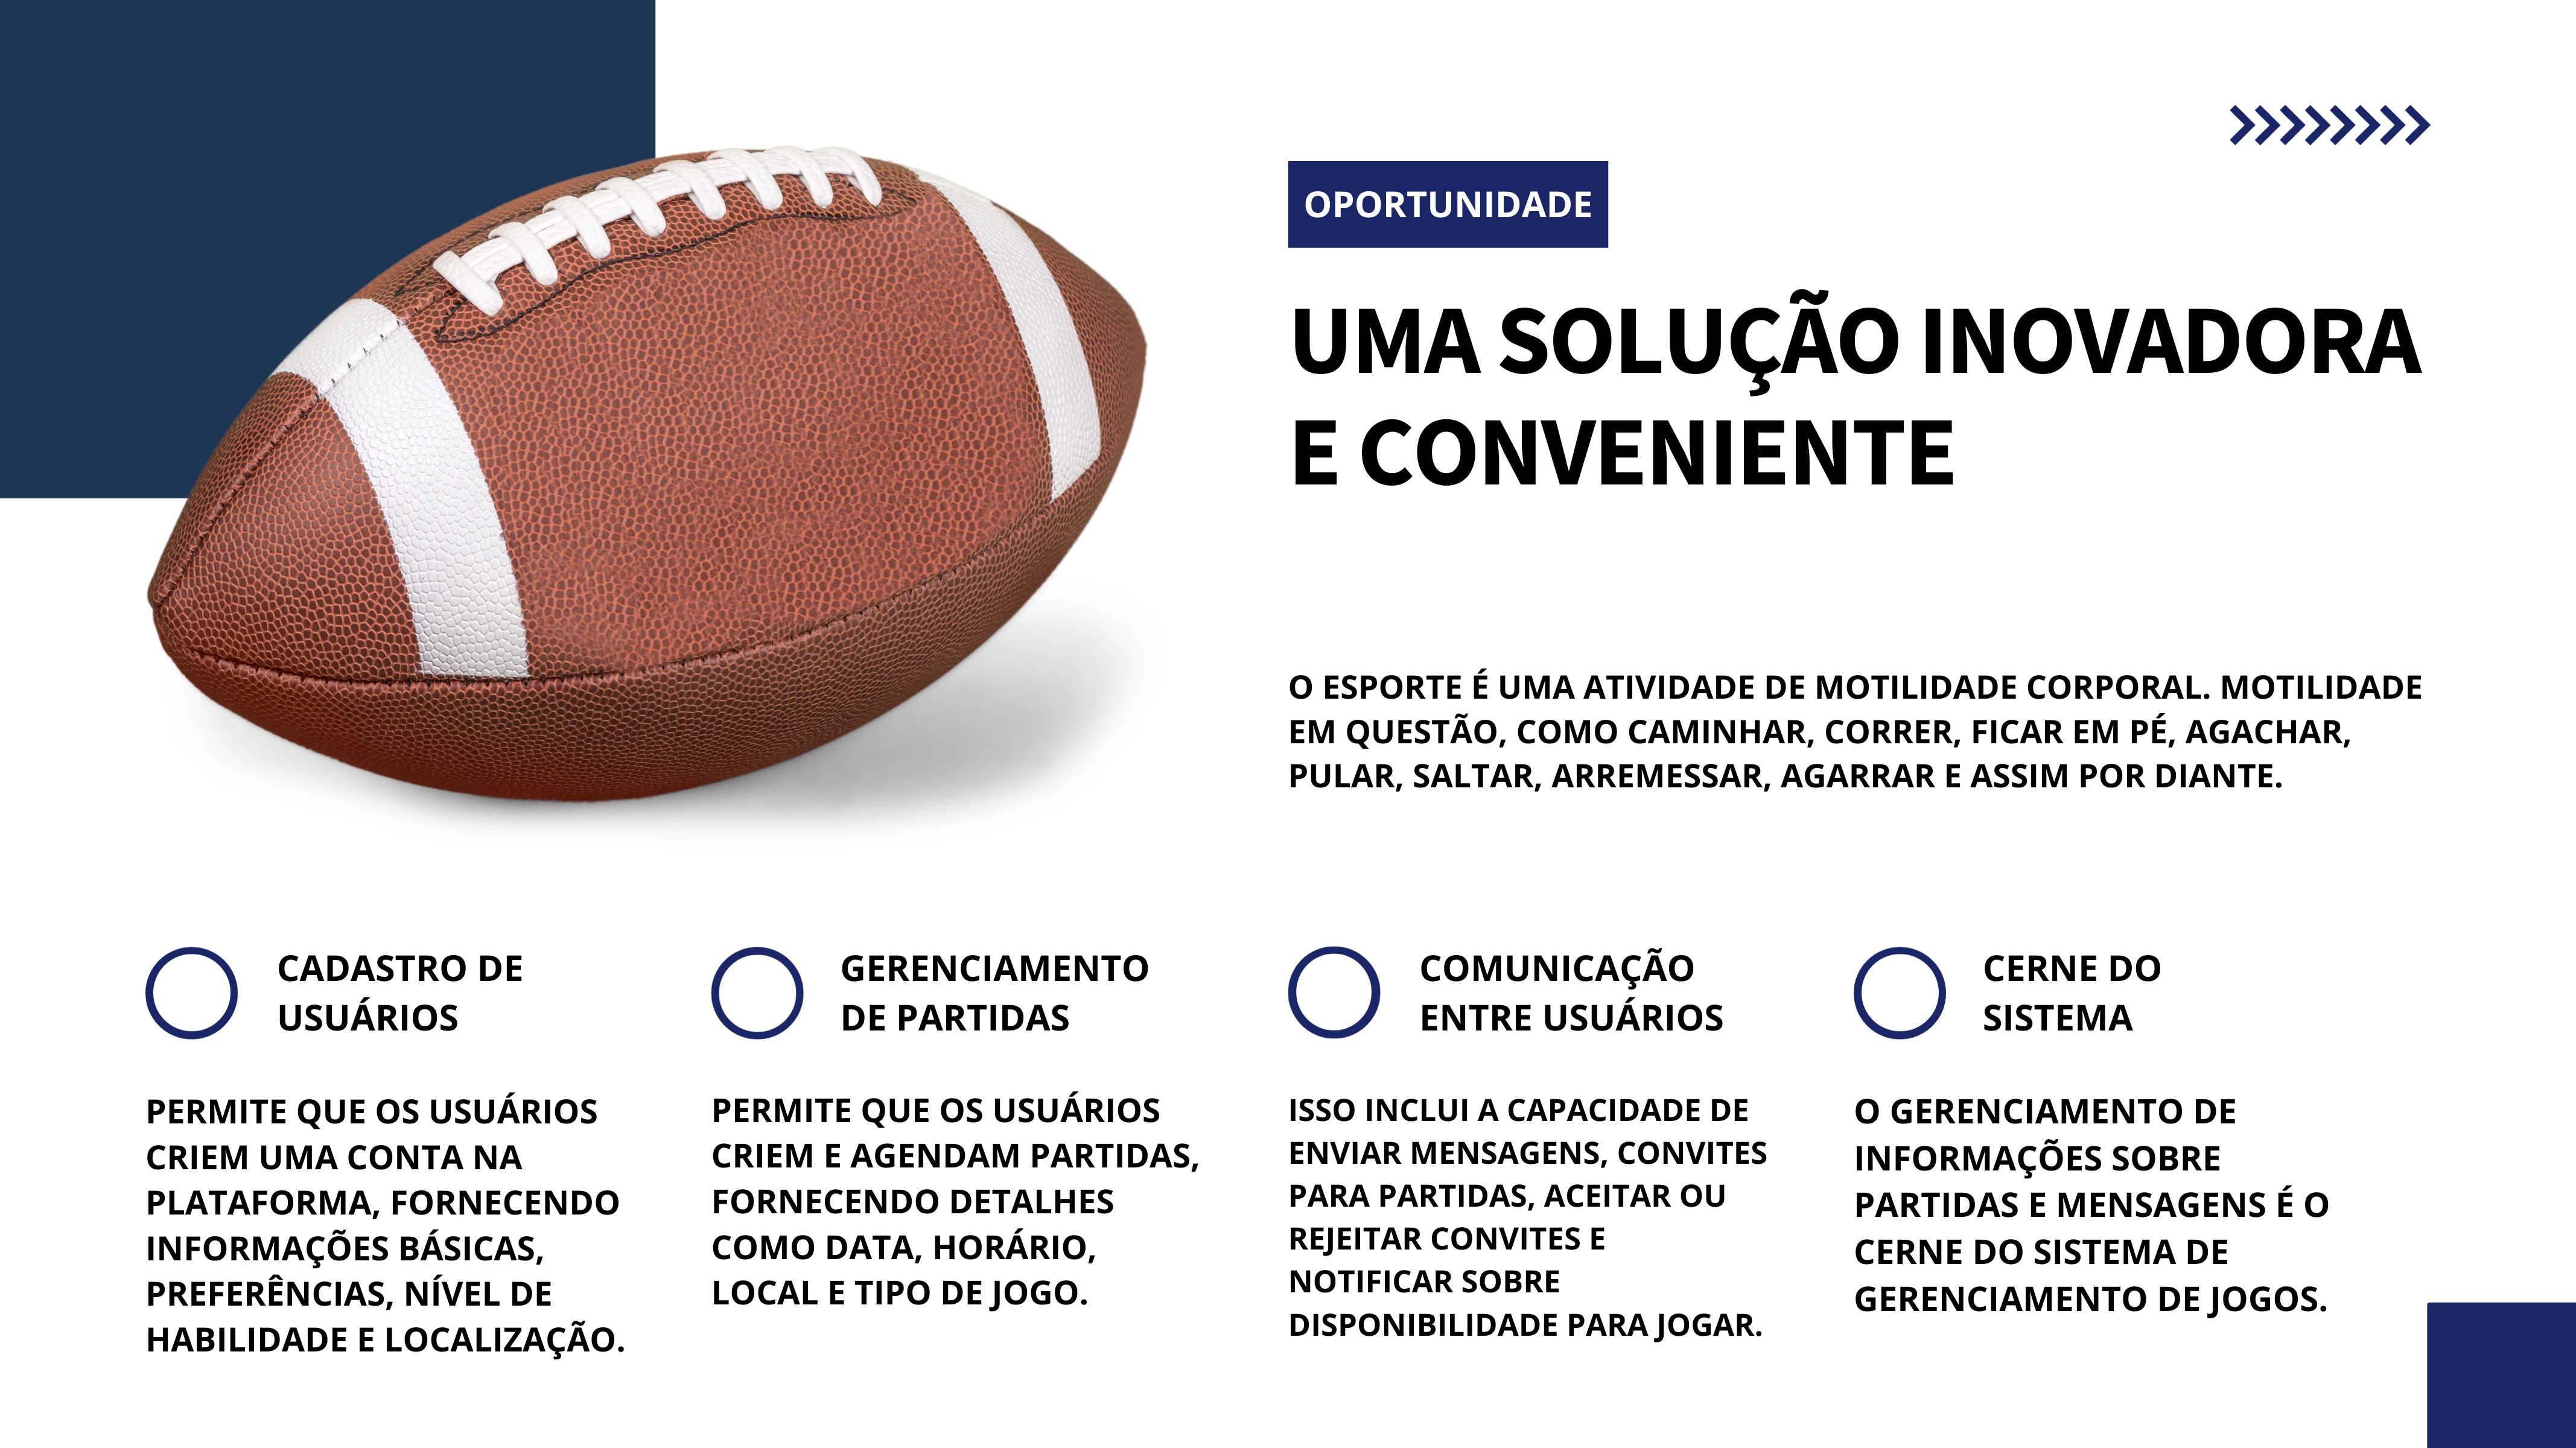 OPORTUNIDADE
UMA SOLUÇÃO INOVADORA
E CONVENIENTE
O ESPORTE É UMA ATIVIDADE DE MOTILIDADE CORPORAL. MOTILIDADE
EM QUESTÃO, COMO CAMINHAR, CORRER, FICAR EM PÉ, AGACHAR,
PULAR, SALTAR, ARREMESSAR, AGARRAR E ASSIM POR DIANTE.
CADASTRO DE
USUÁRIOS
PERMITE QUE OS USUÁRIOS
CRIEM UMA CONTA NA
PLATAFORMA, FORNECENDO
INFORMAÇÕES BÁSICAS,
PREFERÊNCIAS, NÍVEL DE
HABILIDADE E LOCALIZAÇÃO.
GERENCIAMENTO
DE PARTIDAS
PERMITE QUE OS USUÁRIOS
CRIEM E AGENDAM PARTIDAS,
FORNECENDO DETALHES
COMO DATA, HORÁRIO,
LOCAL E TIPO DE JOGO.
COMUNICAÇÃO
ENTRE USUÁRIOS
ISSO INCLUI A CAPACIDADE DE
ENVIAR MENSAGENS, CONVITES
PARA PARTIDAS, ACEITAR OU
REJEITAR CONVITES E
NOTIFICAR SOBRE
DISPONIBILIDADE PARA JOGAR.
CERNE DO
SISTEMA
O GERENCIAMENTO DE
INFORMAÇÕES SOBRE
PARTIDAS E MENSAGENS É O
CERNE DO SISTEMA DE
GERENCIAMENTO DE JOGOS.